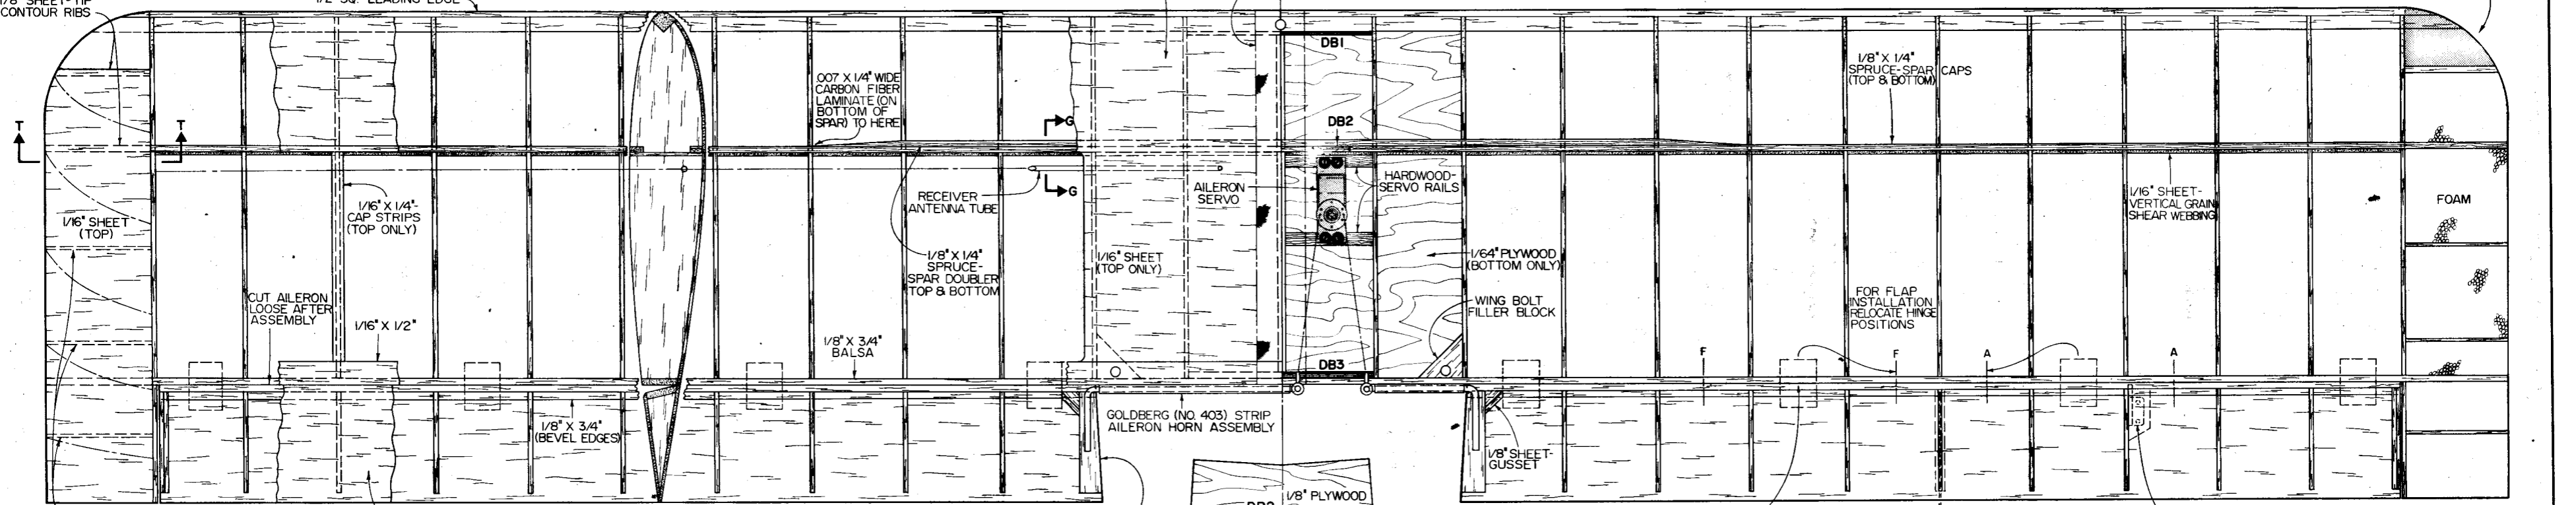 1/8" SHEET-TIP
CONTOUR RIBS
1/2" SQ. LEADING EDGE
T
T
1/16" SHEET
(TOP)
1/16" X 1/4"-
CAP STRIPS
(TOP ONLY)
CUT AILERON
LOOSE AFTER
ASSEMBLY
1/16" X 1/2"
1/8" X 3/4"
(BEVEL EDGES)
.007 X 1/4" WIDE
CARBON FIBER
LAMINATE (ON
BOTTOM OF
SPAR) TO HERE
G
G
RECEIVER
ANTENNA TUBE
1/8" X 1/4"
SPRUCE-
SPAR DOUBLER
TOP & BOTTOM
1/8" X 3/4"
BALSA
1/16" SHEET
(TOP ONLY)
GOLDBERG (NO. 403) STRIP
AILERON HORN ASSEMBLY
DB1
DB2
AILERON
SERVO
HARDWOOD-
SERVO RAILS
DB3
1/64" PLYWOOD
(BOTTOM ONLY)
WING BOLT
FILLER BLOCK
1/8" SHEET-
GUSSET
1/8" PLYWOOD
1/8" X 1/4"
SPRUCE-SPAR CAPS
(TOP & BOTTOM)
FOR FLAP
INSTALLATION
RELOCATE HINGE
POSITIONS
F
F
A
A
1/16" SHEET-
VERTICAL GRAIN
SHEAR WEBBING
FOAM